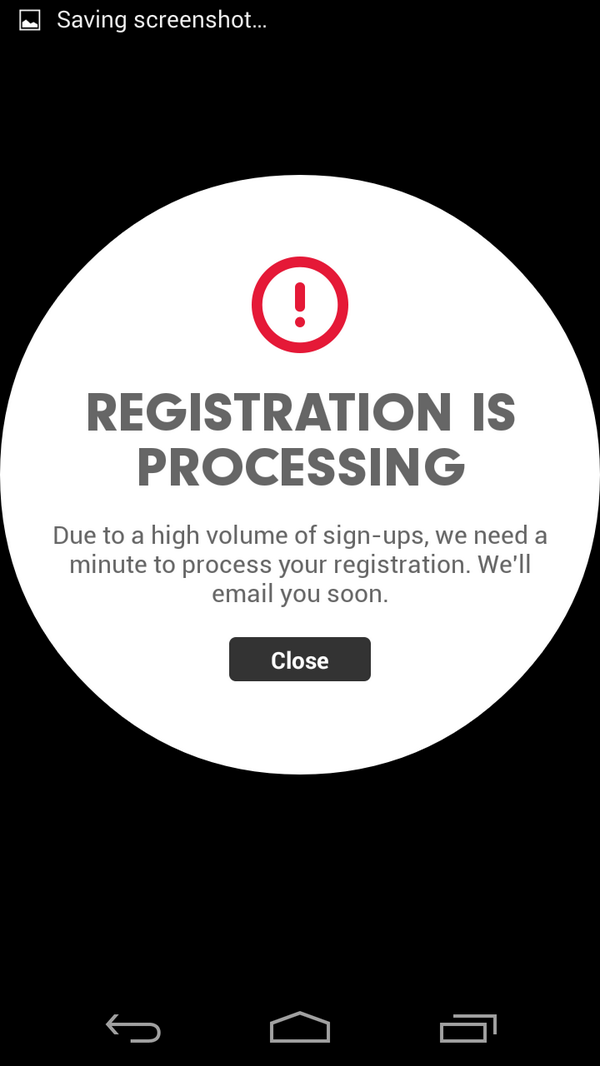 Saving screenshot...
REGISTRATION IS
PROCESSING
Due to a high volume of sign-ups, we need a
minute to process your registration. We'll
email you soon.
Close